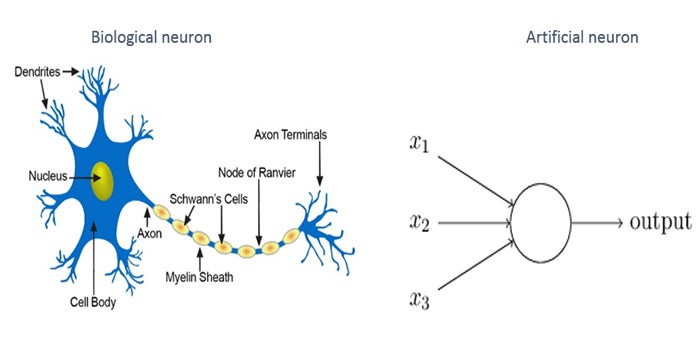 Biological neuron
Artificial neuron
Dendrites
Axon Terminals
Node of Ranvier
Nucleus
Schwann's Cells
Axon
Myelin Sheath
Cell Body
x1
x2
output
x3